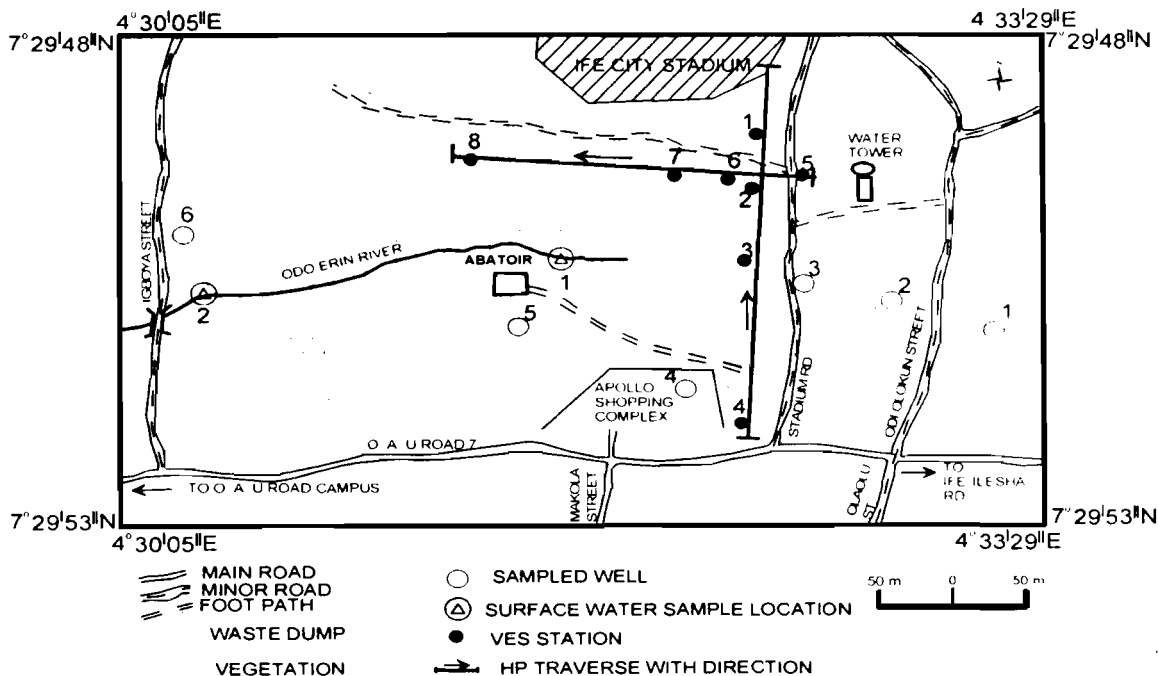 4°30′05″E
4 33′29″E
7°29′48″N
7°29′48″N
IFE CITY STADIUM
1
8
7
6
5
2
WATER
TOWER
6
IGBOYA STREET
ODO ERIN RIVER
ABATOIR
1
2
3
3
2
1
5
STADIUM RD
ODI OLOKUN STREET
4
APOLLO
SHOPPING
COMPLEX
4
O A U ROAD 7
TO O A U ROAD CAMPUS
MAKOLA
STREET
OLAOLU
ST.
TO
IFE ILESHA
RD
7°29′53″N
7°29′53″N
4°30′05″E
4°33′29″E
MAIN ROAD
MINOR ROAD
FOOT PATH
WASTE DUMP
VEGETATION
SAMPLED WELL
SURFACE WATER SAMPLE LOCATION
VES STATION
HP TRAVERSE WITH DIRECTION
50 m 0 50 m